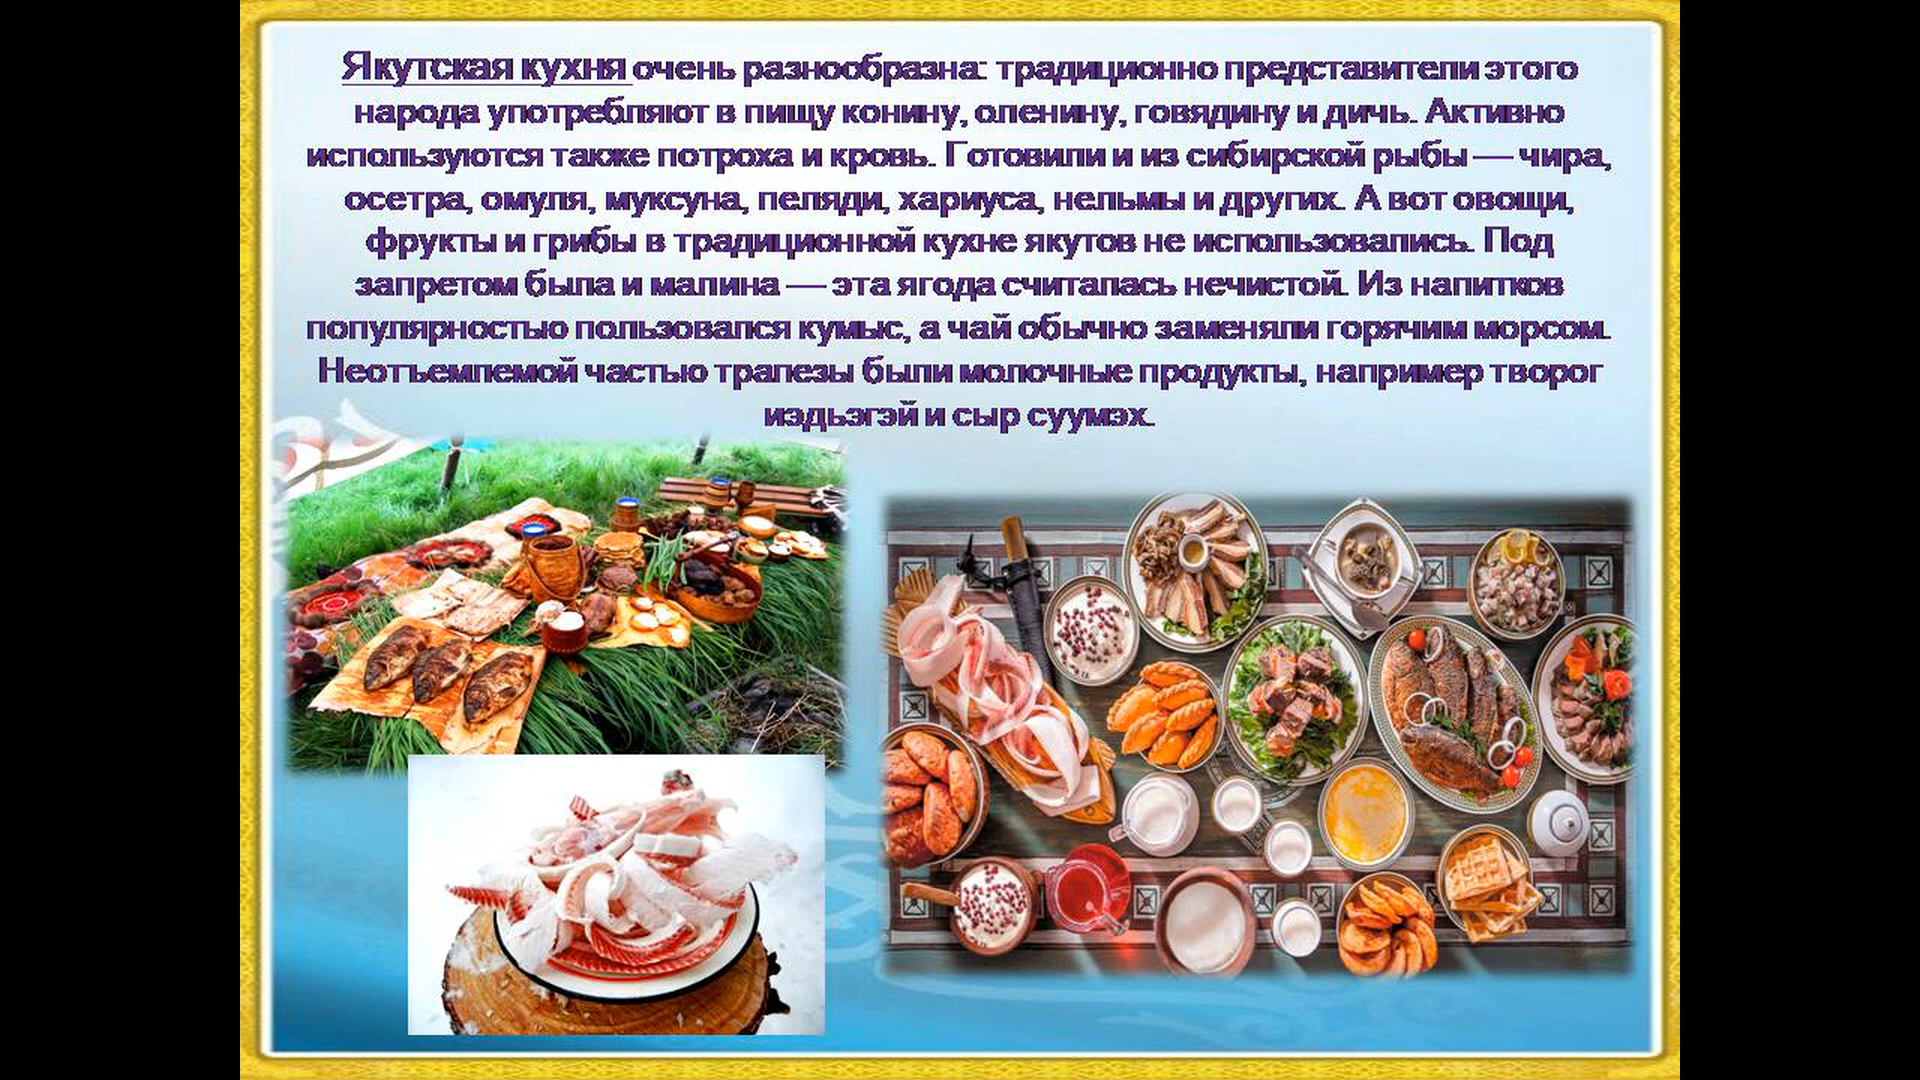 Якутская кухня очень разнообразна: традиционно представители этого
народа употребляют в пищу конину, оленину, говядину и дичь. Активно
используются также потроха и кровь. Готовили и из сибирской рыбы — чира,
осетра, омуля, муксуна, пеляди, хариуса, нельмы и других. А вот овощи,
фрукты и грибы в традиционной кухне якутов не использовались. Под
запретом была и малина — эта ягода считалась нечистой. Из напитков
популярностью пользовался кумыс, а чай обычно заменяли горячим морсом.
Неотъемлемой частью трапезы были молочные продукты, например творог
иэдьэгэй и сыр суумэх.